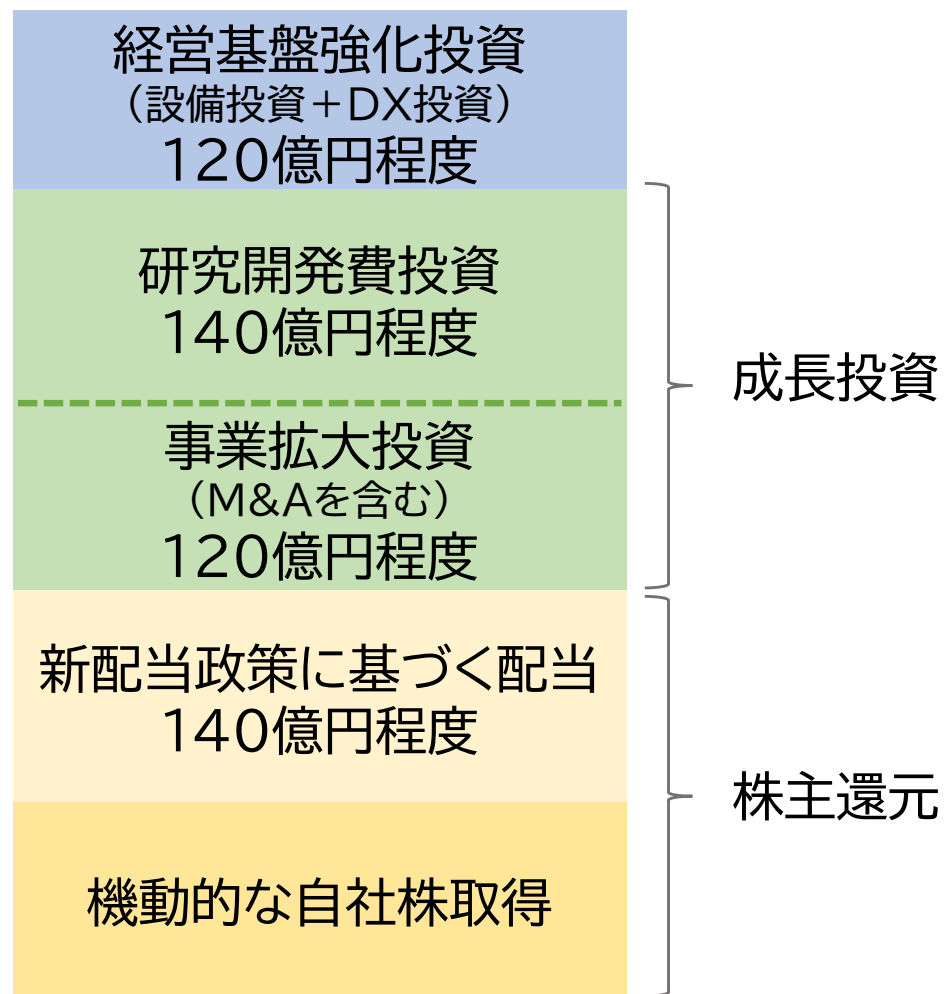 経営基盤強化投資
（設備投資＋DX投資）
120億円程度
研究開発費投資
140億円程度
成長投資
事業拡大投資
（M&Aを含む）
120億円程度
新配当政策に基づく配当
140億円程度
株主還元
機動的な自社株取得